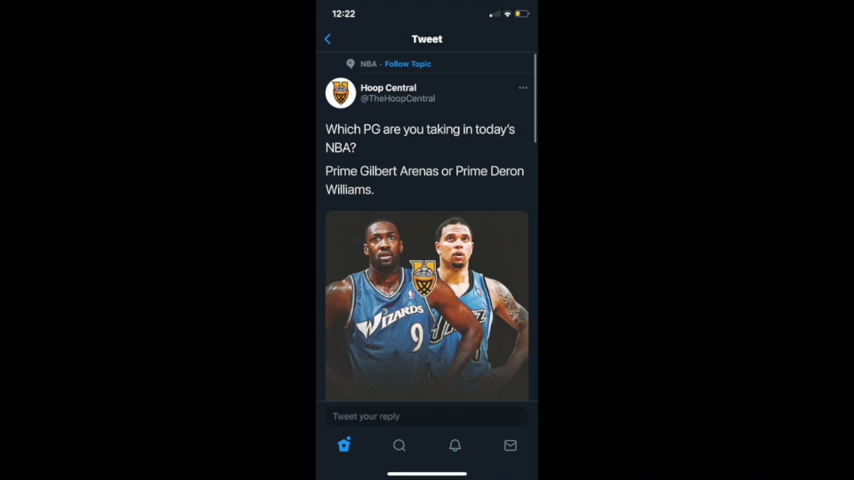 12:22
Tweet
NBA · Follow Topic
Hoop Central
@TheHoopCentral
Which PG are you taking in today's
NBA?
Prime Gilbert Arenas or Prime Deron
Williams.
WIZARDS
9
JAZZ
Tweet your reply